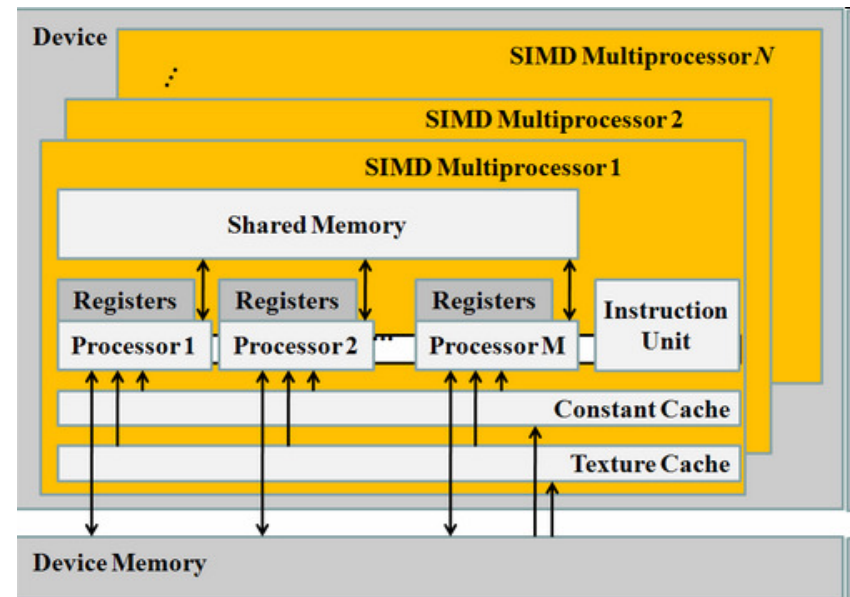 Device
SIMD Multiprocessor N
⋰
SIMD Multiprocessor 2
SIMD Multiprocessor 1
Shared Memory
Registers Registers Registers
Instruction
Unit
Processor 1 Processor 2 ... Processor M
Constant Cache
Texture Cache
Device Memory